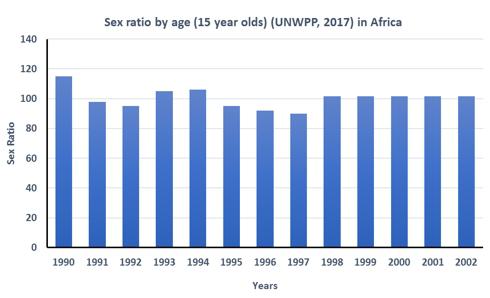 Sex ratio by age (15 year olds) (UNWPP, 2017) in Africa
140
120
100
80
60
40
20
0
Sex Ratio
1990 1991 1992 1993 1994 1995 1996 1997 1998 1999 2000 2001 2002
Years